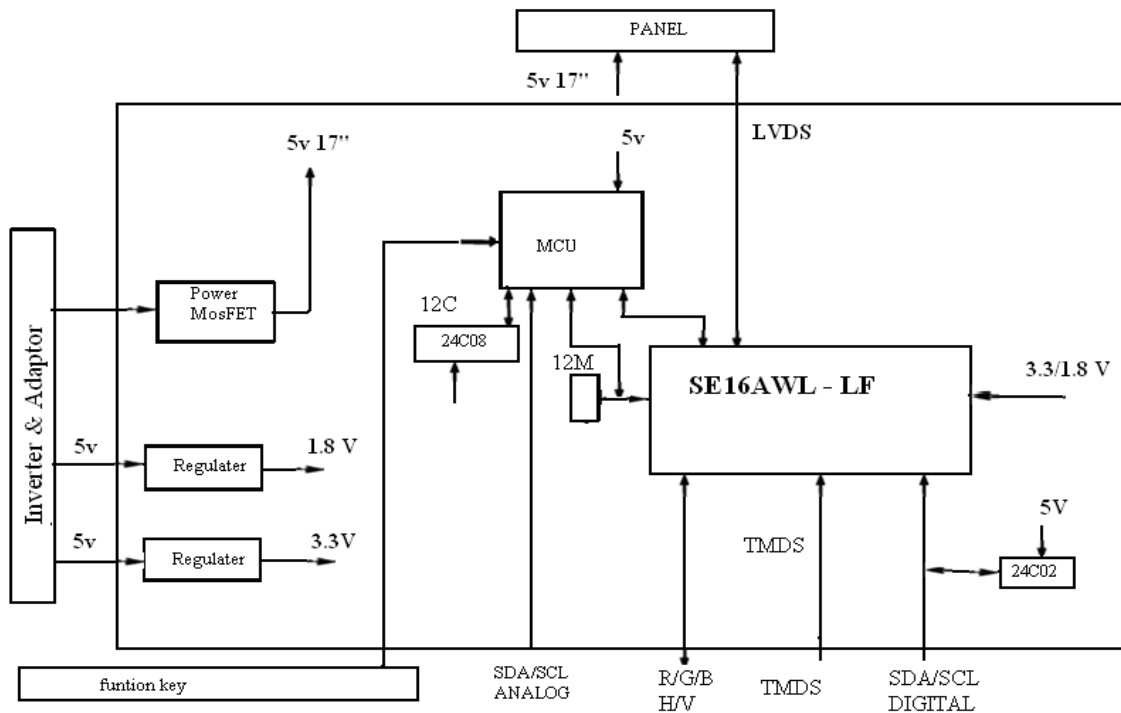 PANEL
5v 17"
LVDS
5v 17"
5v
MCU
Power
MosFET
12C
24C08
12M
SE16AWL - LF
3.3/1.8 V
Inverter & Adaptor
5v
Regulater
1.8 V
5v
Regulater
3.3V
TMDS
5V
24C02
funtion key
SDA/SCL
ANALOG
R/G/B
H/V
TMDS
SDA/SCL
DIGITAL